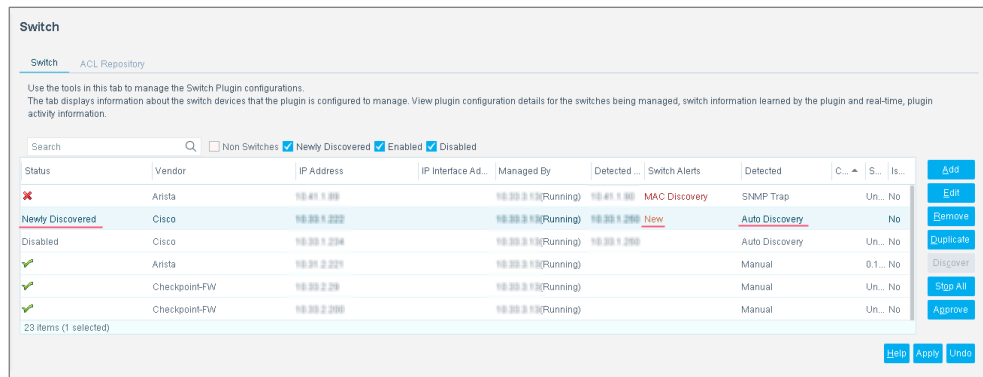 Switch
Switch ACL Repository
Use the tools in this tab to manage the Switch Plugin configurations.
The tab displays information about the switch devices that the plugin is configured to manage. View plugin configuration details for the switches being managed, switch information learned by the plugin and real-time, plugin
activity information.
Search Non Switches Newly Discovered Enabled Disabled
Status Vendor IP Address IP Interface Ad... Managed By Detected ... Switch Alerts Detected C... S... Is... Add
Arista (Running) MAC Discovery SNMP Trap Un... No Edit
Newly Discovered Cisco (Running) New Auto Discovery No Remove
Disabled Cisco (Running) Auto Discovery Un... No Duplicate
Arista (Running) Manual 0.1... No Discover
Checkpoint-FW (Running) Manual Un... No Stop All
Checkpoint-FW (Running) Manual Un... No Approve
23 items (1 selected)
Help Apply Undo